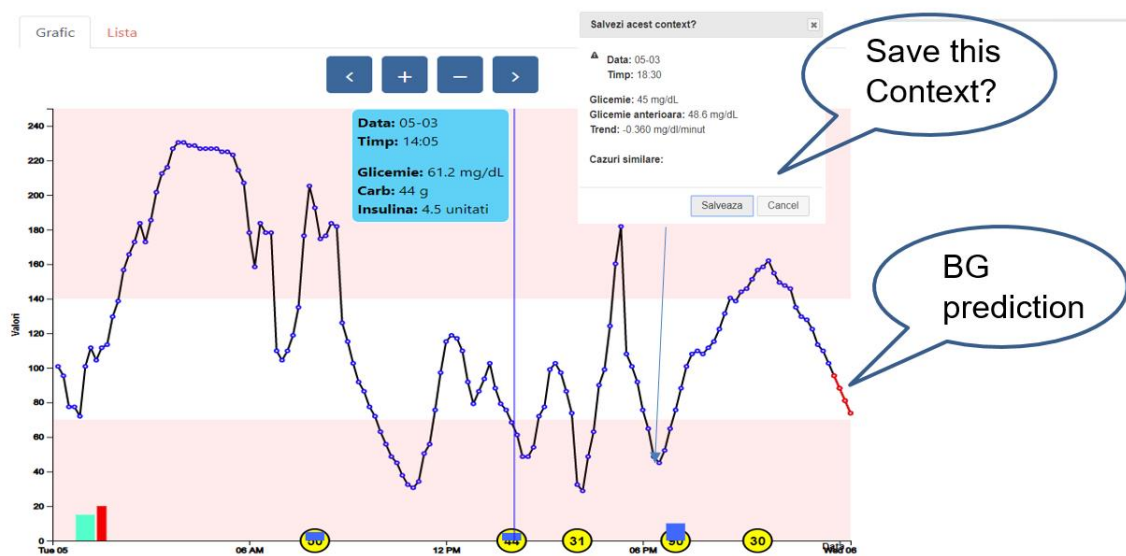 Grafic Lista
< + − >
Data: 05-03
Timp: 14:05
Glicemie: 61.2 mg/dL
Carb: 44 g
Insulina: 4.5 unitati
Salvezi acest context?
Data: 05-03
Timp: 18:30
Glicemie: 45 mg/dL
Glicemie anterioara: 48.6 mg/dL
Trend: -0.360 mg/dl/minut
Cazuri similare:
Salveaza Cancel
Save this
Context?
BG
prediction
Valori
240
220
200
180
160
140
120
100
80
60
40
20
0
50 44 31 90 30
Tue 05 06 AM 12 PM 06 PM Wed 06
Data